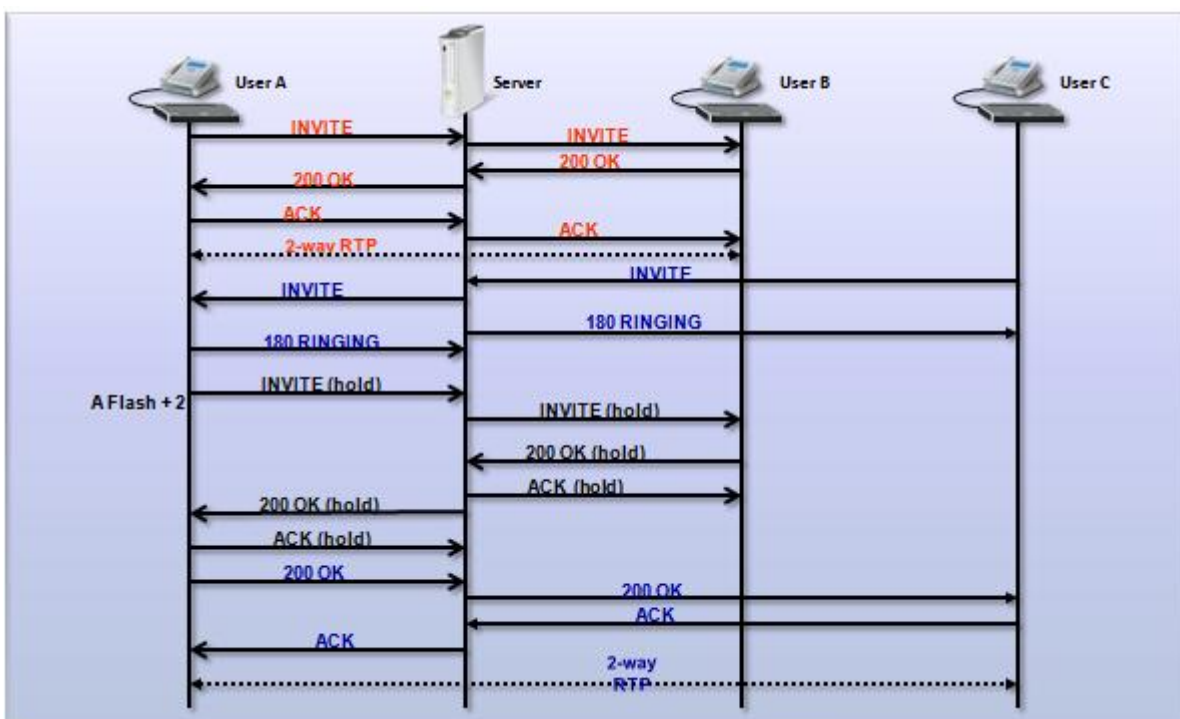 User A
Server
User B
User C
INVITE
INVITE
200 OK
200 OK
ACK
ACK
2-way RTP
INVITE
INVITE
180 RINGING
180 RINGING
INVITE (hold)
A Flash + 2
INVITE (hold)
200 OK (hold)
ACK (hold)
200 OK (hold)
ACK (hold)
200 OK
200 OK
ACK
ACK
2-way
RTP